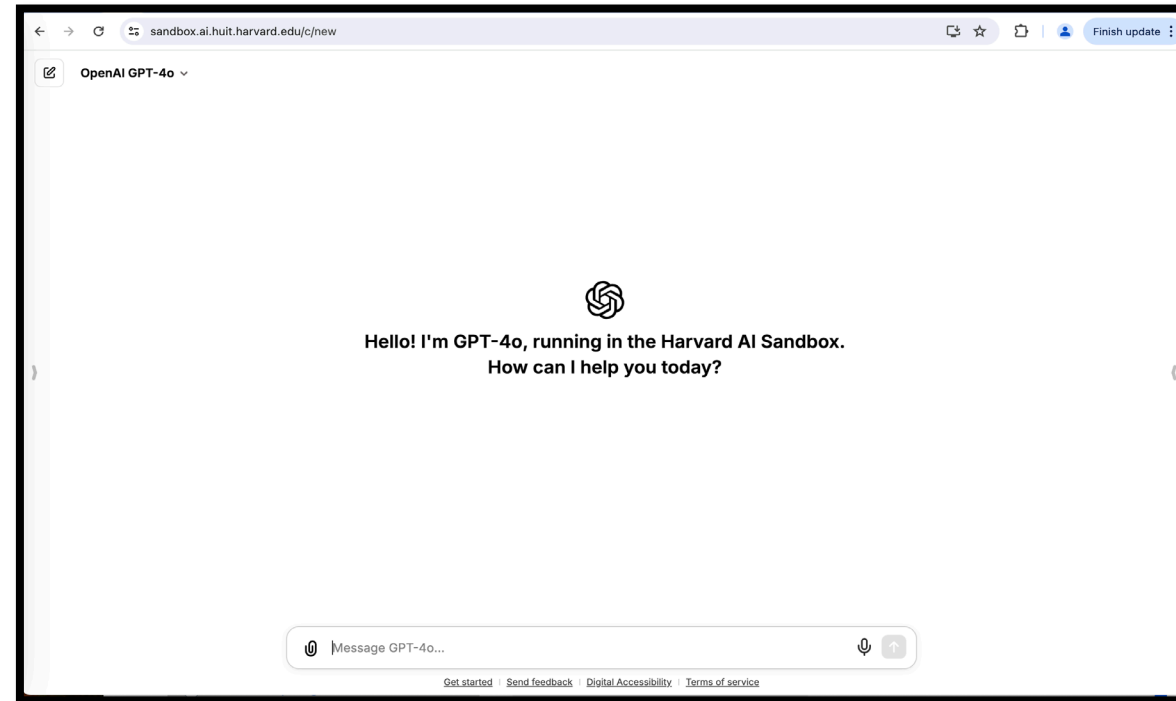 sandbox.ai.huit.harvard.edu/c/new
Finish update
OpenAI GPT-4o
Hello! I'm GPT-4o, running in the Harvard AI Sandbox.
How can I help you today?
Message GPT-4o...
Get started | Send feedback | Digital Accessibility | Terms of service